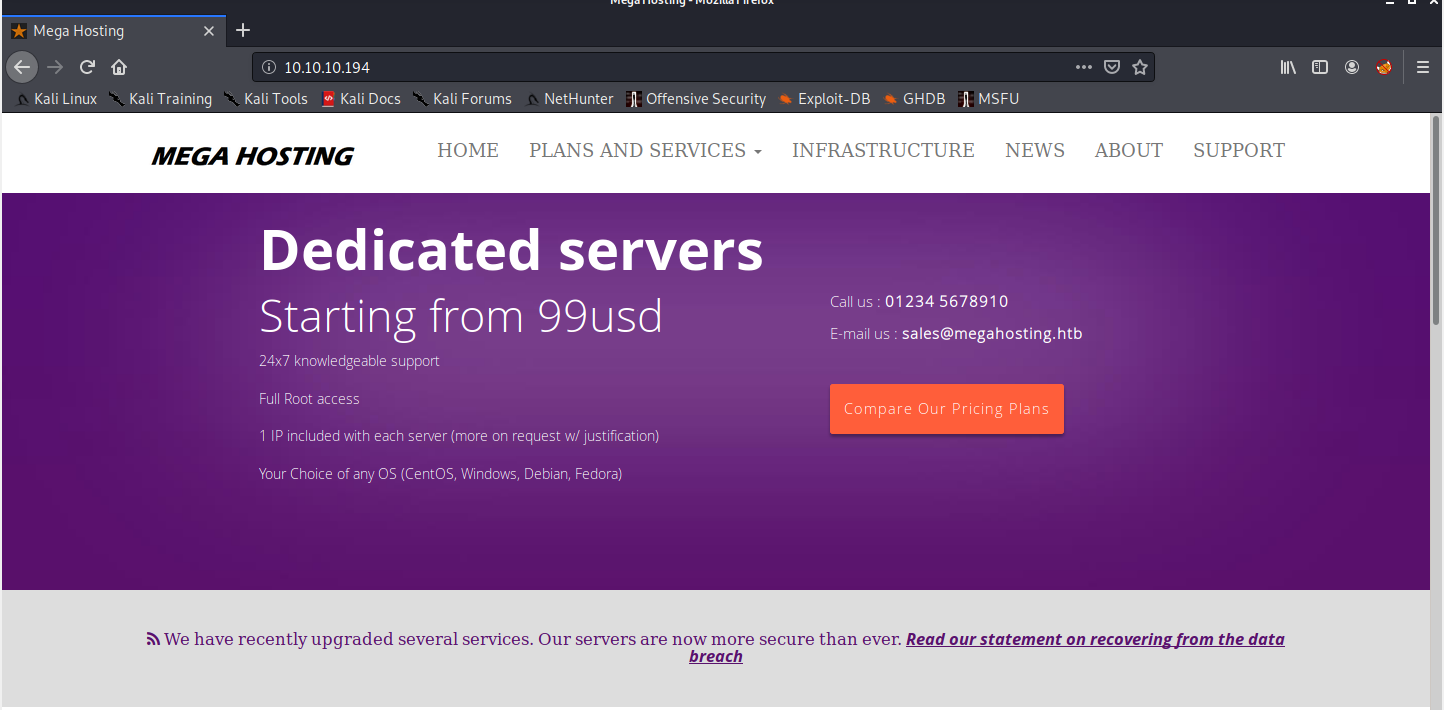 Mega Hosting - Mozilla Firefox
Mega Hosting
10.10.10.194
Kali Linux Kali Training Kali Tools Kali Docs Kali Forums NetHunter Offensive Security Exploit-DB GHDB MSFU
MEGA HOSTING HOME PLANS AND SERVICES INFRASTRUCTURE NEWS ABOUT SUPPORT
Dedicated servers
Starting from 99usd
24x7 knowledgeable support
Full Root access
1 IP included with each server (more on request w/ justification)
Your Choice of any OS (CentOS, Windows, Debian, Fedora)
Call us : 01234 5678910
E-mail us : sales@megahosting.htb
Compare Our Pricing Plans
We have recently upgraded several services. Our servers are now more secure than ever. Read our statement on recovering from the data
breach